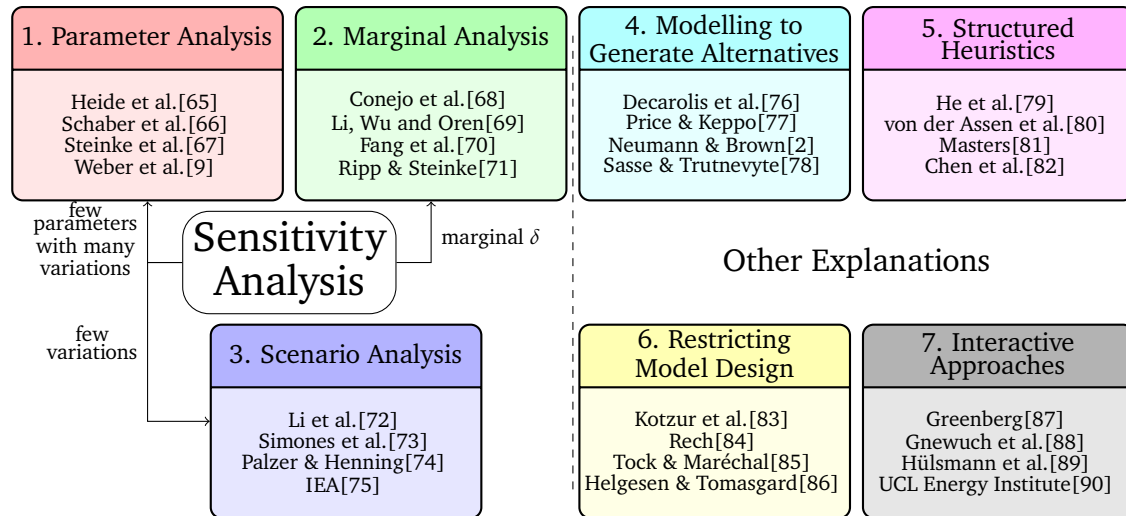 1. Parameter Analysis
Heide et al.[65]
Schaber et al.[66]
Steinke et al.[67]
Weber et al.[9]
2. Marginal Analysis
Conejo et al.[68]
Li, Wu and Oren[69]
Fang et al.[70]
Ripp & Steinke[71]
few
parameters
with many
variations
Sensitivity
Analysis
marginal δ
few
variations
3. Scenario Analysis
Li et al.[72]
Simones et al.[73]
Palzer & Henning[74]
IEA[75]
4. Modelling to
Generate Alternatives
Decarolis et al.[76]
Price & Keppo[77]
Neumann & Brown[2]
Sasse & Trutnevyte[78]
5. Structured
Heuristics
He et al.[79]
von der Assen et al.[80]
Masters[81]
Chen et al.[82]
Other Explanations
6. Restricting
Model Design
Kotzur et al.[83]
Rech[84]
Tock & Maréchal[85]
Helgesen & Tomasgard[86]
7. Interactive
Approaches
Greenberg[87]
Gnewuch et al.[88]
Hülsmann et al.[89]
UCL Energy Institute[90]